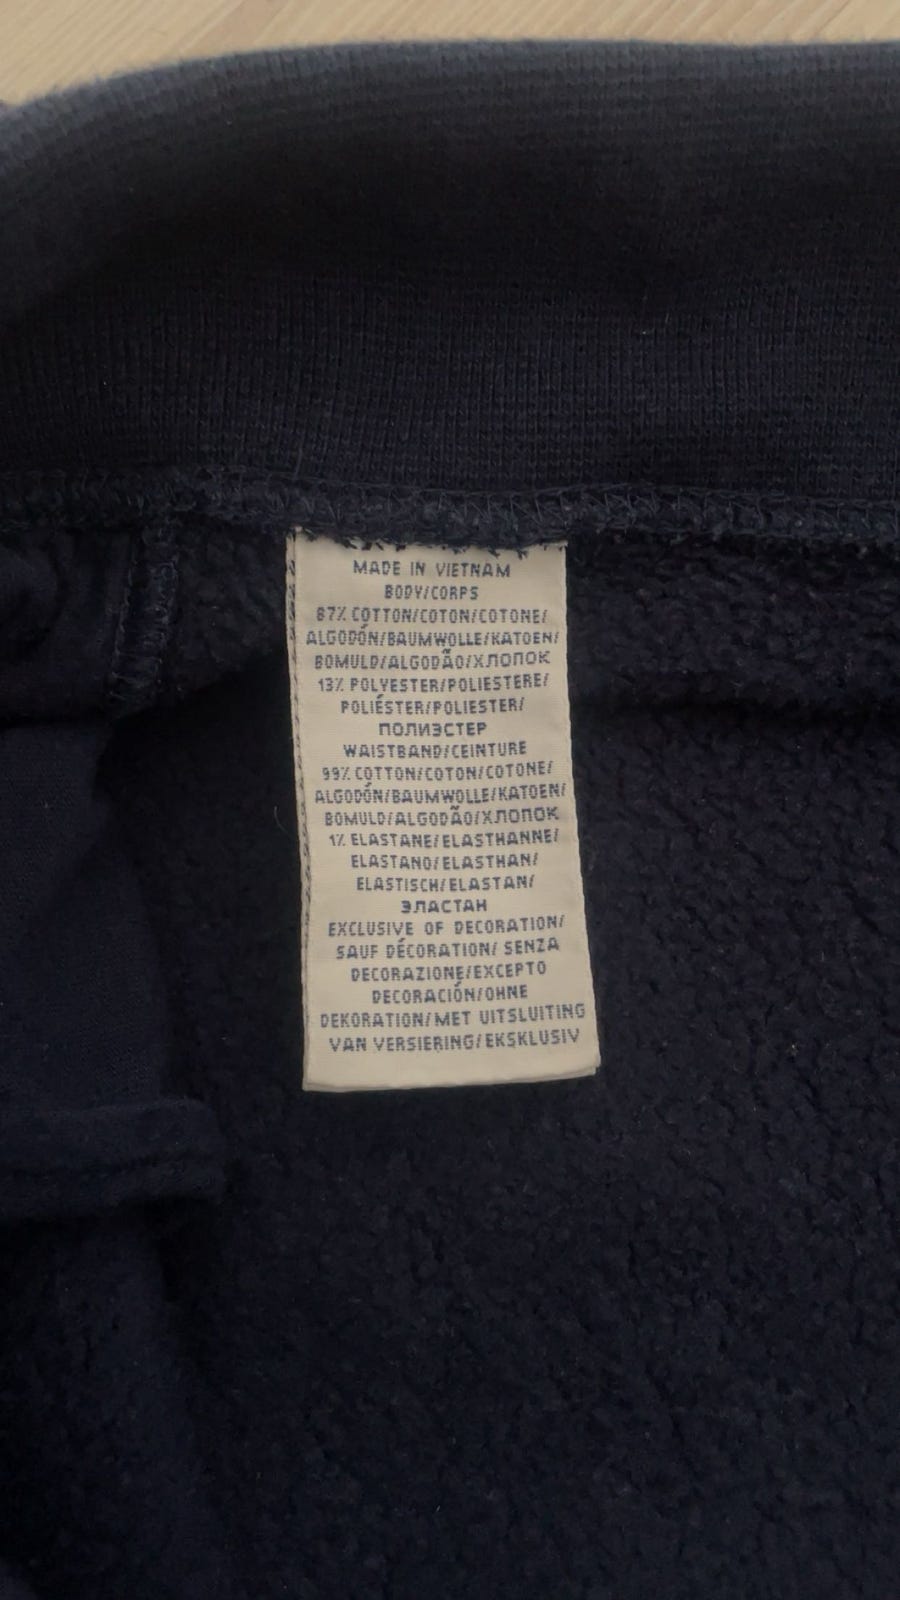 MADE IN VIETNAM
BODY/CORPS
87% COTTON/COTON/COTONE/
ALGODÓN/BAUMWOLLE/KATOEN/
BOMULD/ALGODÃO/ХЛОПОК
13% POLYESTER/POLIESTERE/
POLIÉSTER/POLIESTER/
ПОЛИЭСТЕР
WAISTBAND/CEINTURE
99% COTTON/COTON/COTONE/
ALGODÓN/BAUMWOLLE/KATOEN/
BOMULD/ALGODÃO/ХЛОПОК
1% ELASTANE/ELASTHANNE/
ELASTANO/ELASTHAN/
ELASTISCH/ELASTAN/
ЭЛАСТАН
EXCLUSIVE OF DECORATION/
SAUF DÉCORATION/ SENZA
DECORAZIONE/EXCEPTO
DECORACIÓN/OHNE
DEKORATION/MET UITSLUITING
VAN VERSIERING/EKSKLUSIV